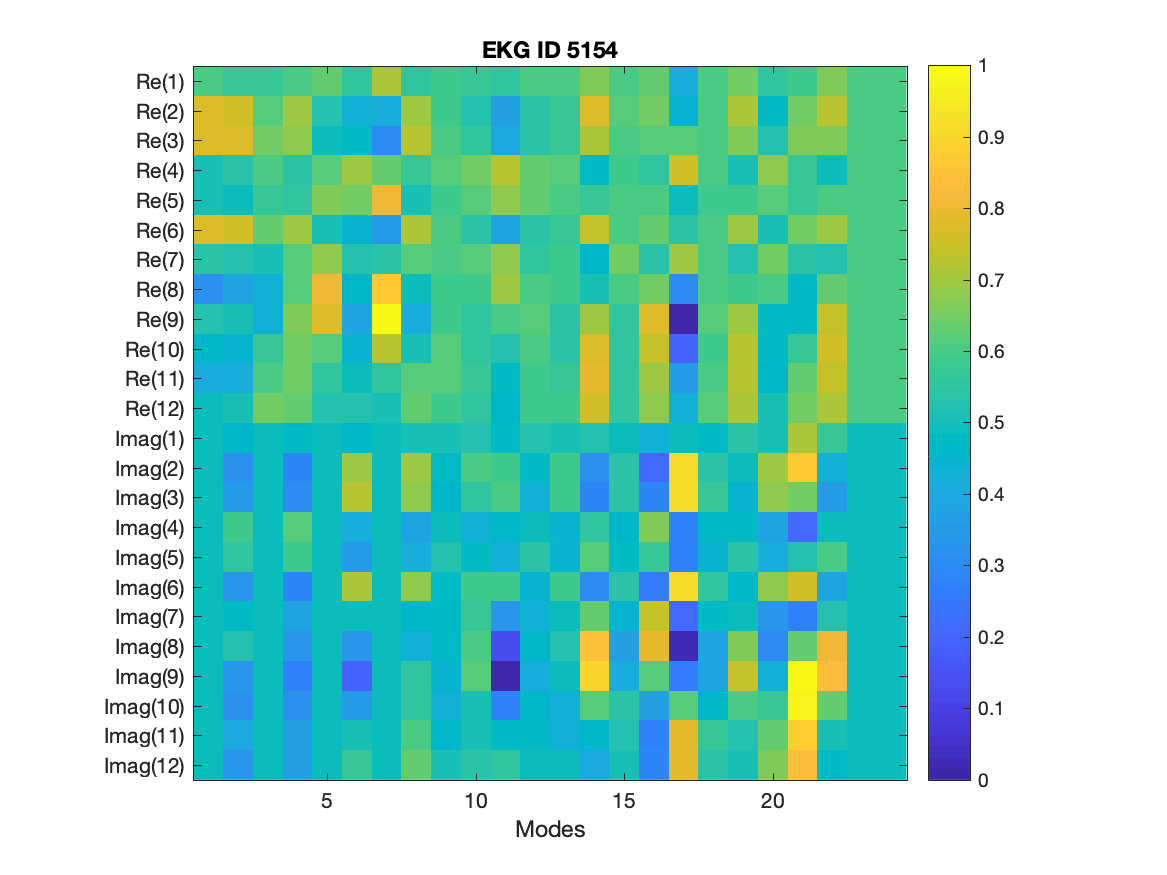 EKG ID 5154
Re(1)
Re(2)
Re(3)
Re(4)
Re(5)
Re(6)
Re(7)
Re(8)
Re(9)
Re(10)
Re(11)
Re(12)
Imag(1)
Imag(2)
Imag(3)
Imag(4)
Imag(5)
Imag(6)
Imag(7)
Imag(8)
Imag(9)
Imag(10)
Imag(11)
Imag(12)
5 10 15 20
Modes
1
0.9
0.8
0.7
0.6
0.5
0.4
0.3
0.2
0.1
0